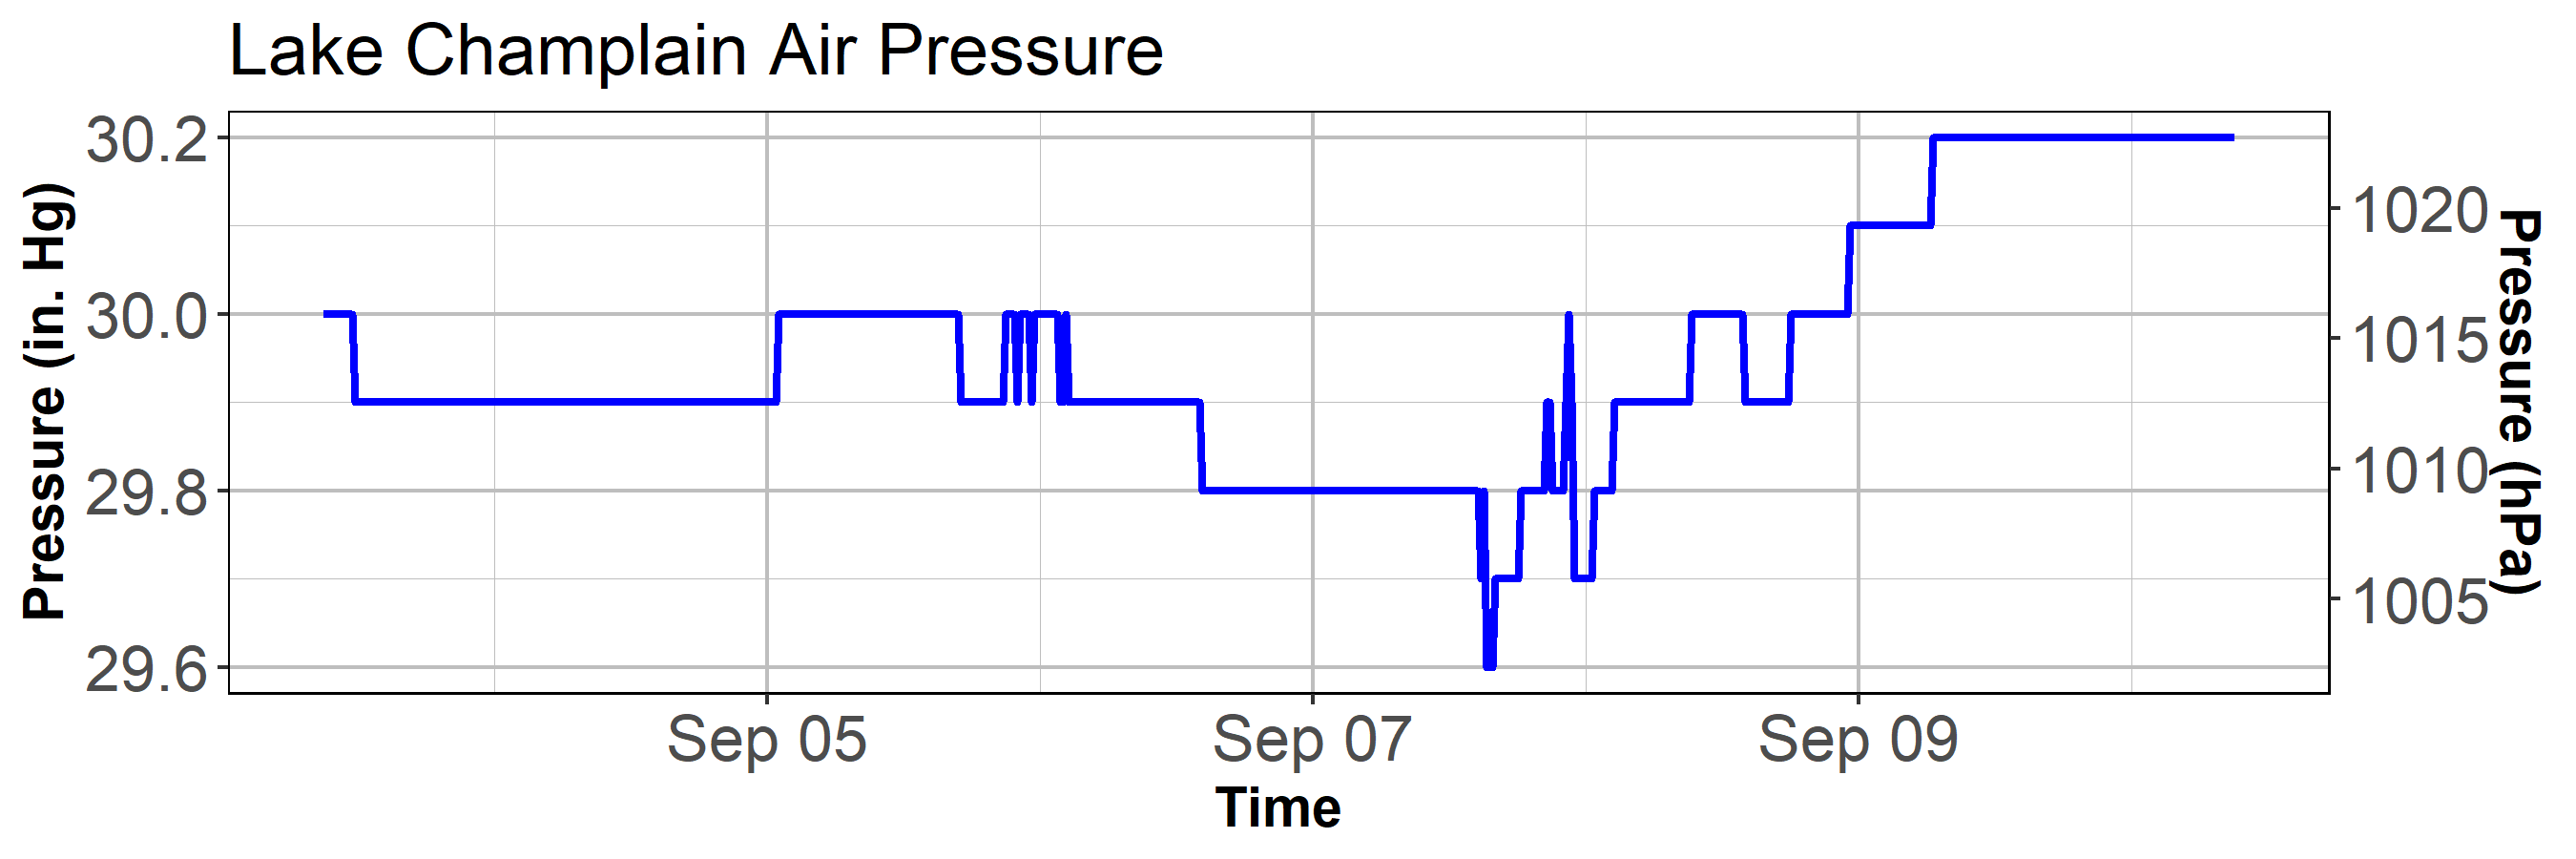 Lake Champlain Air Pressure
Pressure (in. Hg)
30.2
30.0
29.8
29.6
1020
1015
1010
1005
Pressure (hPa)
Sep 05 Sep 07 Sep 09
Time